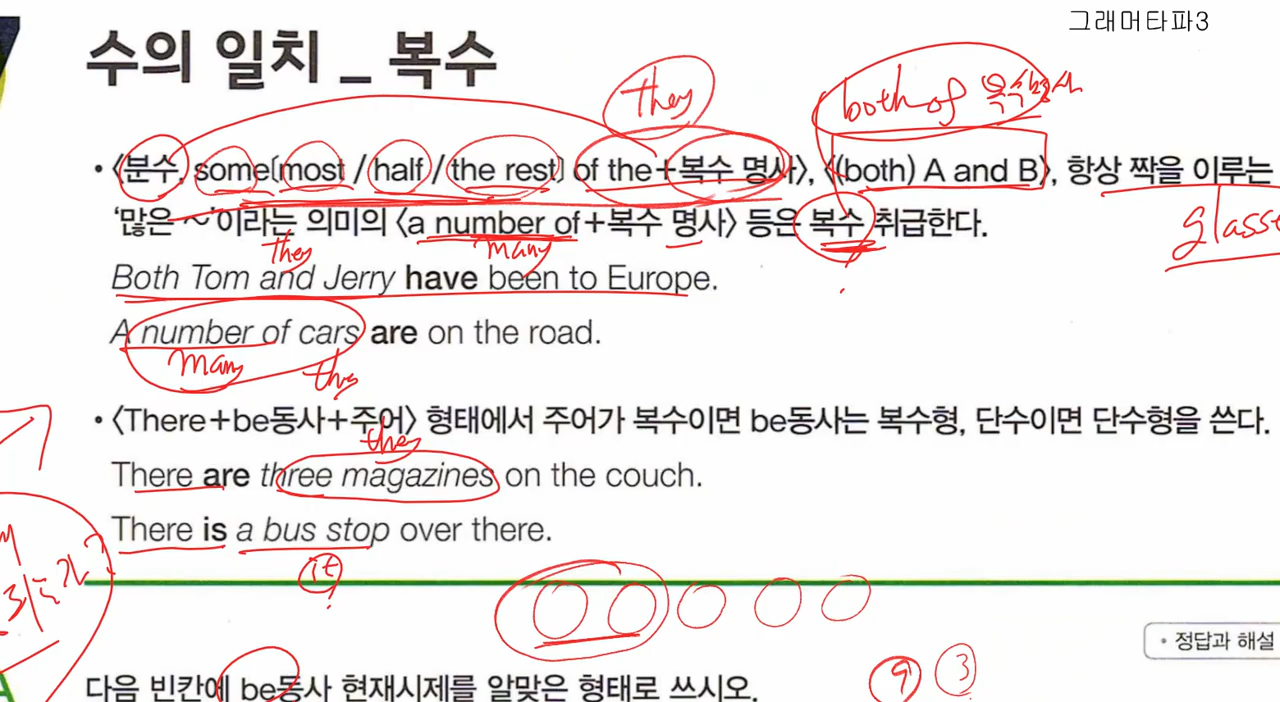 그래머타파3
수의 일치 _ 복수
they
both of 복수명사
• 〈분수, some[most / half / the rest] of the+복수 명사〉, 〈(both) A and B〉, 항상 짝을 이루는
'많은 ~'이라는 의미의 〈a number of+복수 명사〉 등은 복수 취급한다.
glasse
they many
Both Tom and Jerry have been to Europe.
A number of cars are on the road.
many they
• 〈There+be동사+주어〉 형태에서 주어가 복수이면 be동사는 복수형, 단수이면 단수형을 쓴다.
they
There are three magazines on the couch.
There is a bus stop over there.
it
• 정답과 해설
9 3
다음 빈칸에 be동사 현재시제를 알맞은 형태로 쓰시오.